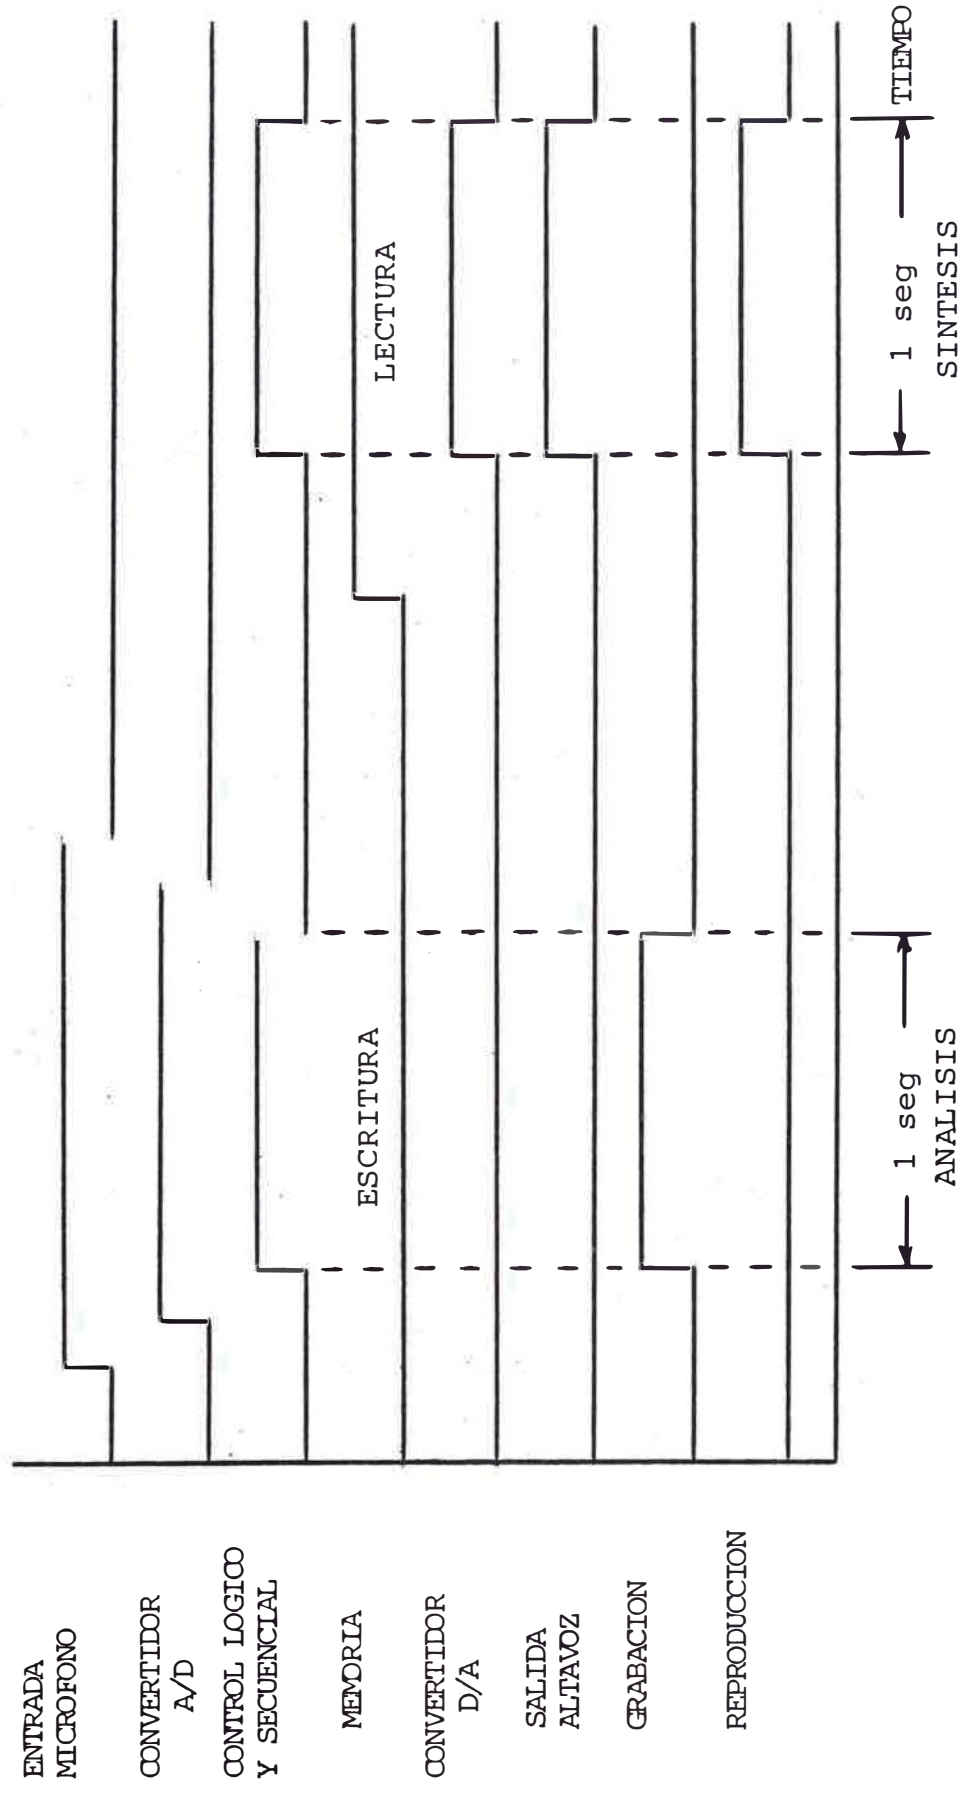 ENTRADA
MICROFONO
CONVERTIDOR
A/D
CONTROL LOGICO
Y SECUENCIAL
MEMORIA
CONVERTIDOR
D/A
SALIDA
ALTAVOZ
GRABACION
REPRODUCCION
ESCRITURA
LECTURA
1 seg
ANALISIS
1 seg
SINTESIS
TIEMPO